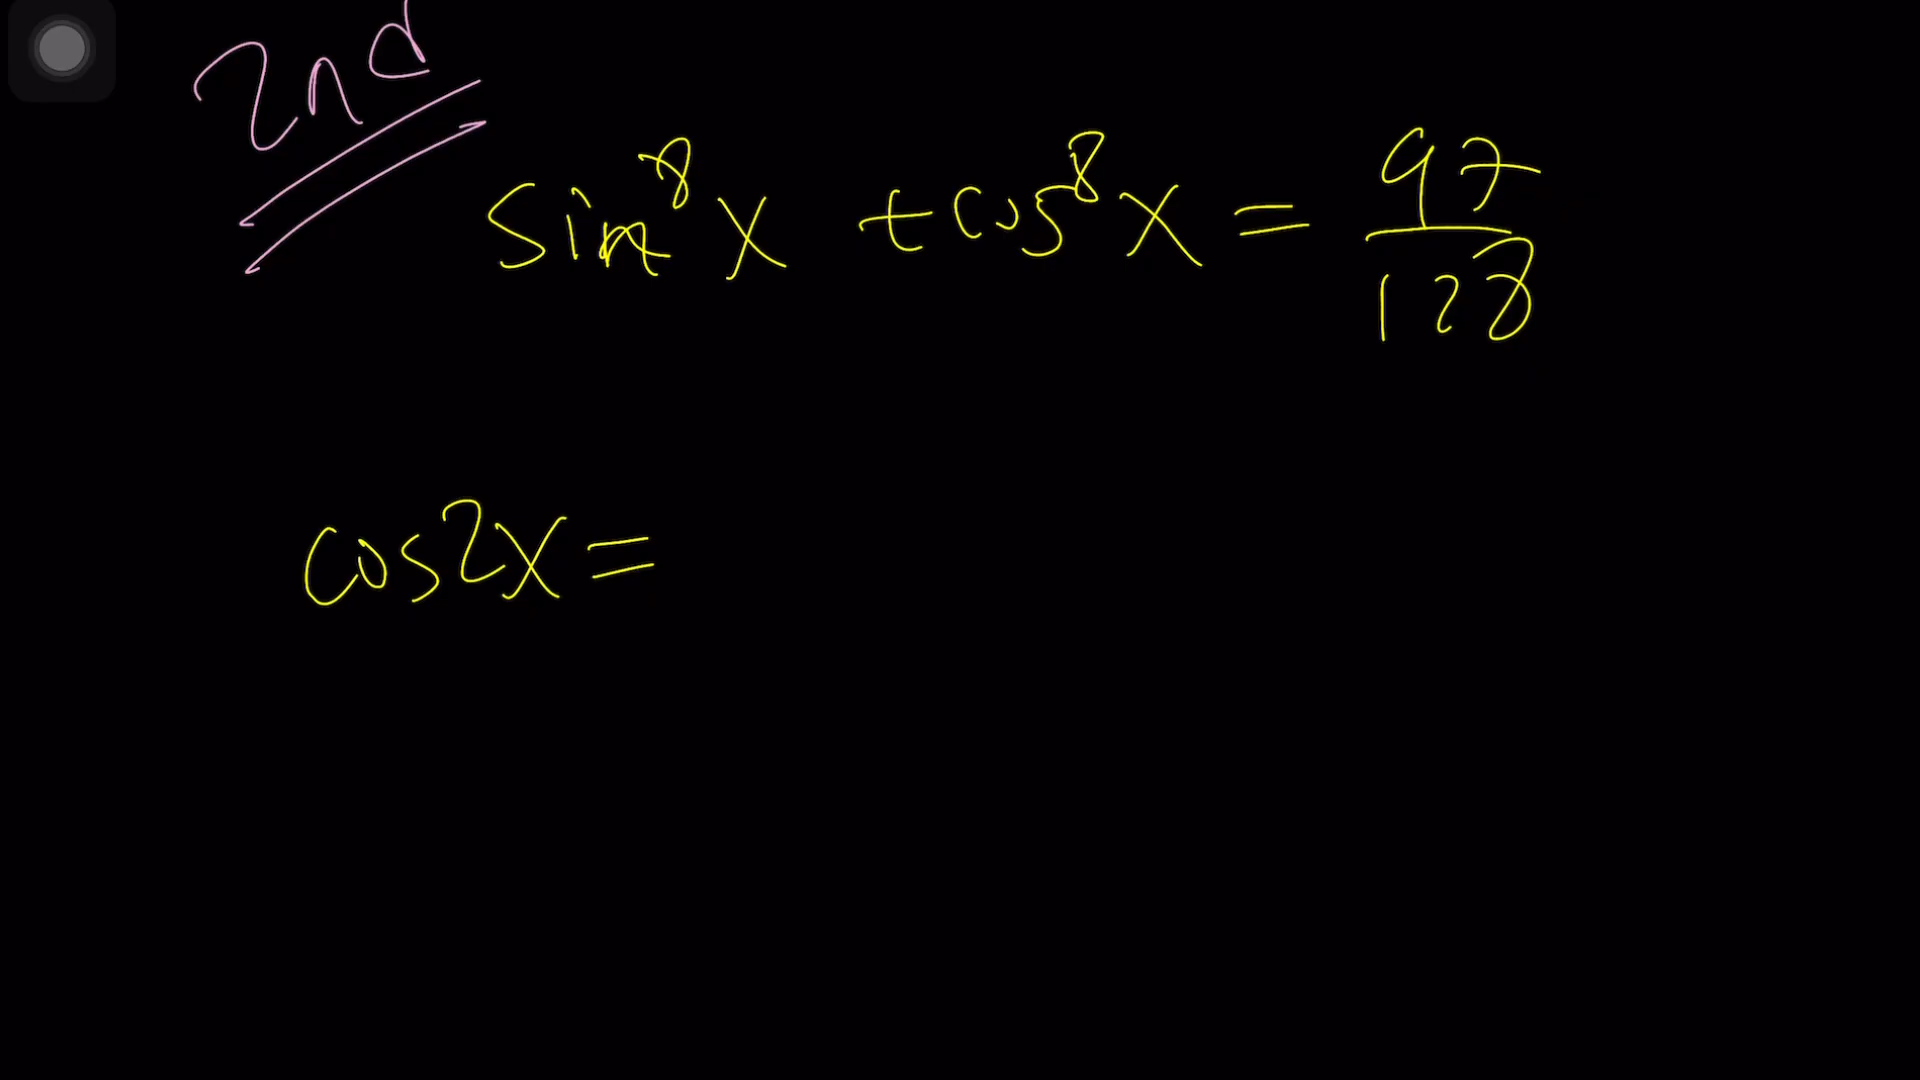 2nd
sin⁸x + cos⁸x = 97/128
cos2x =